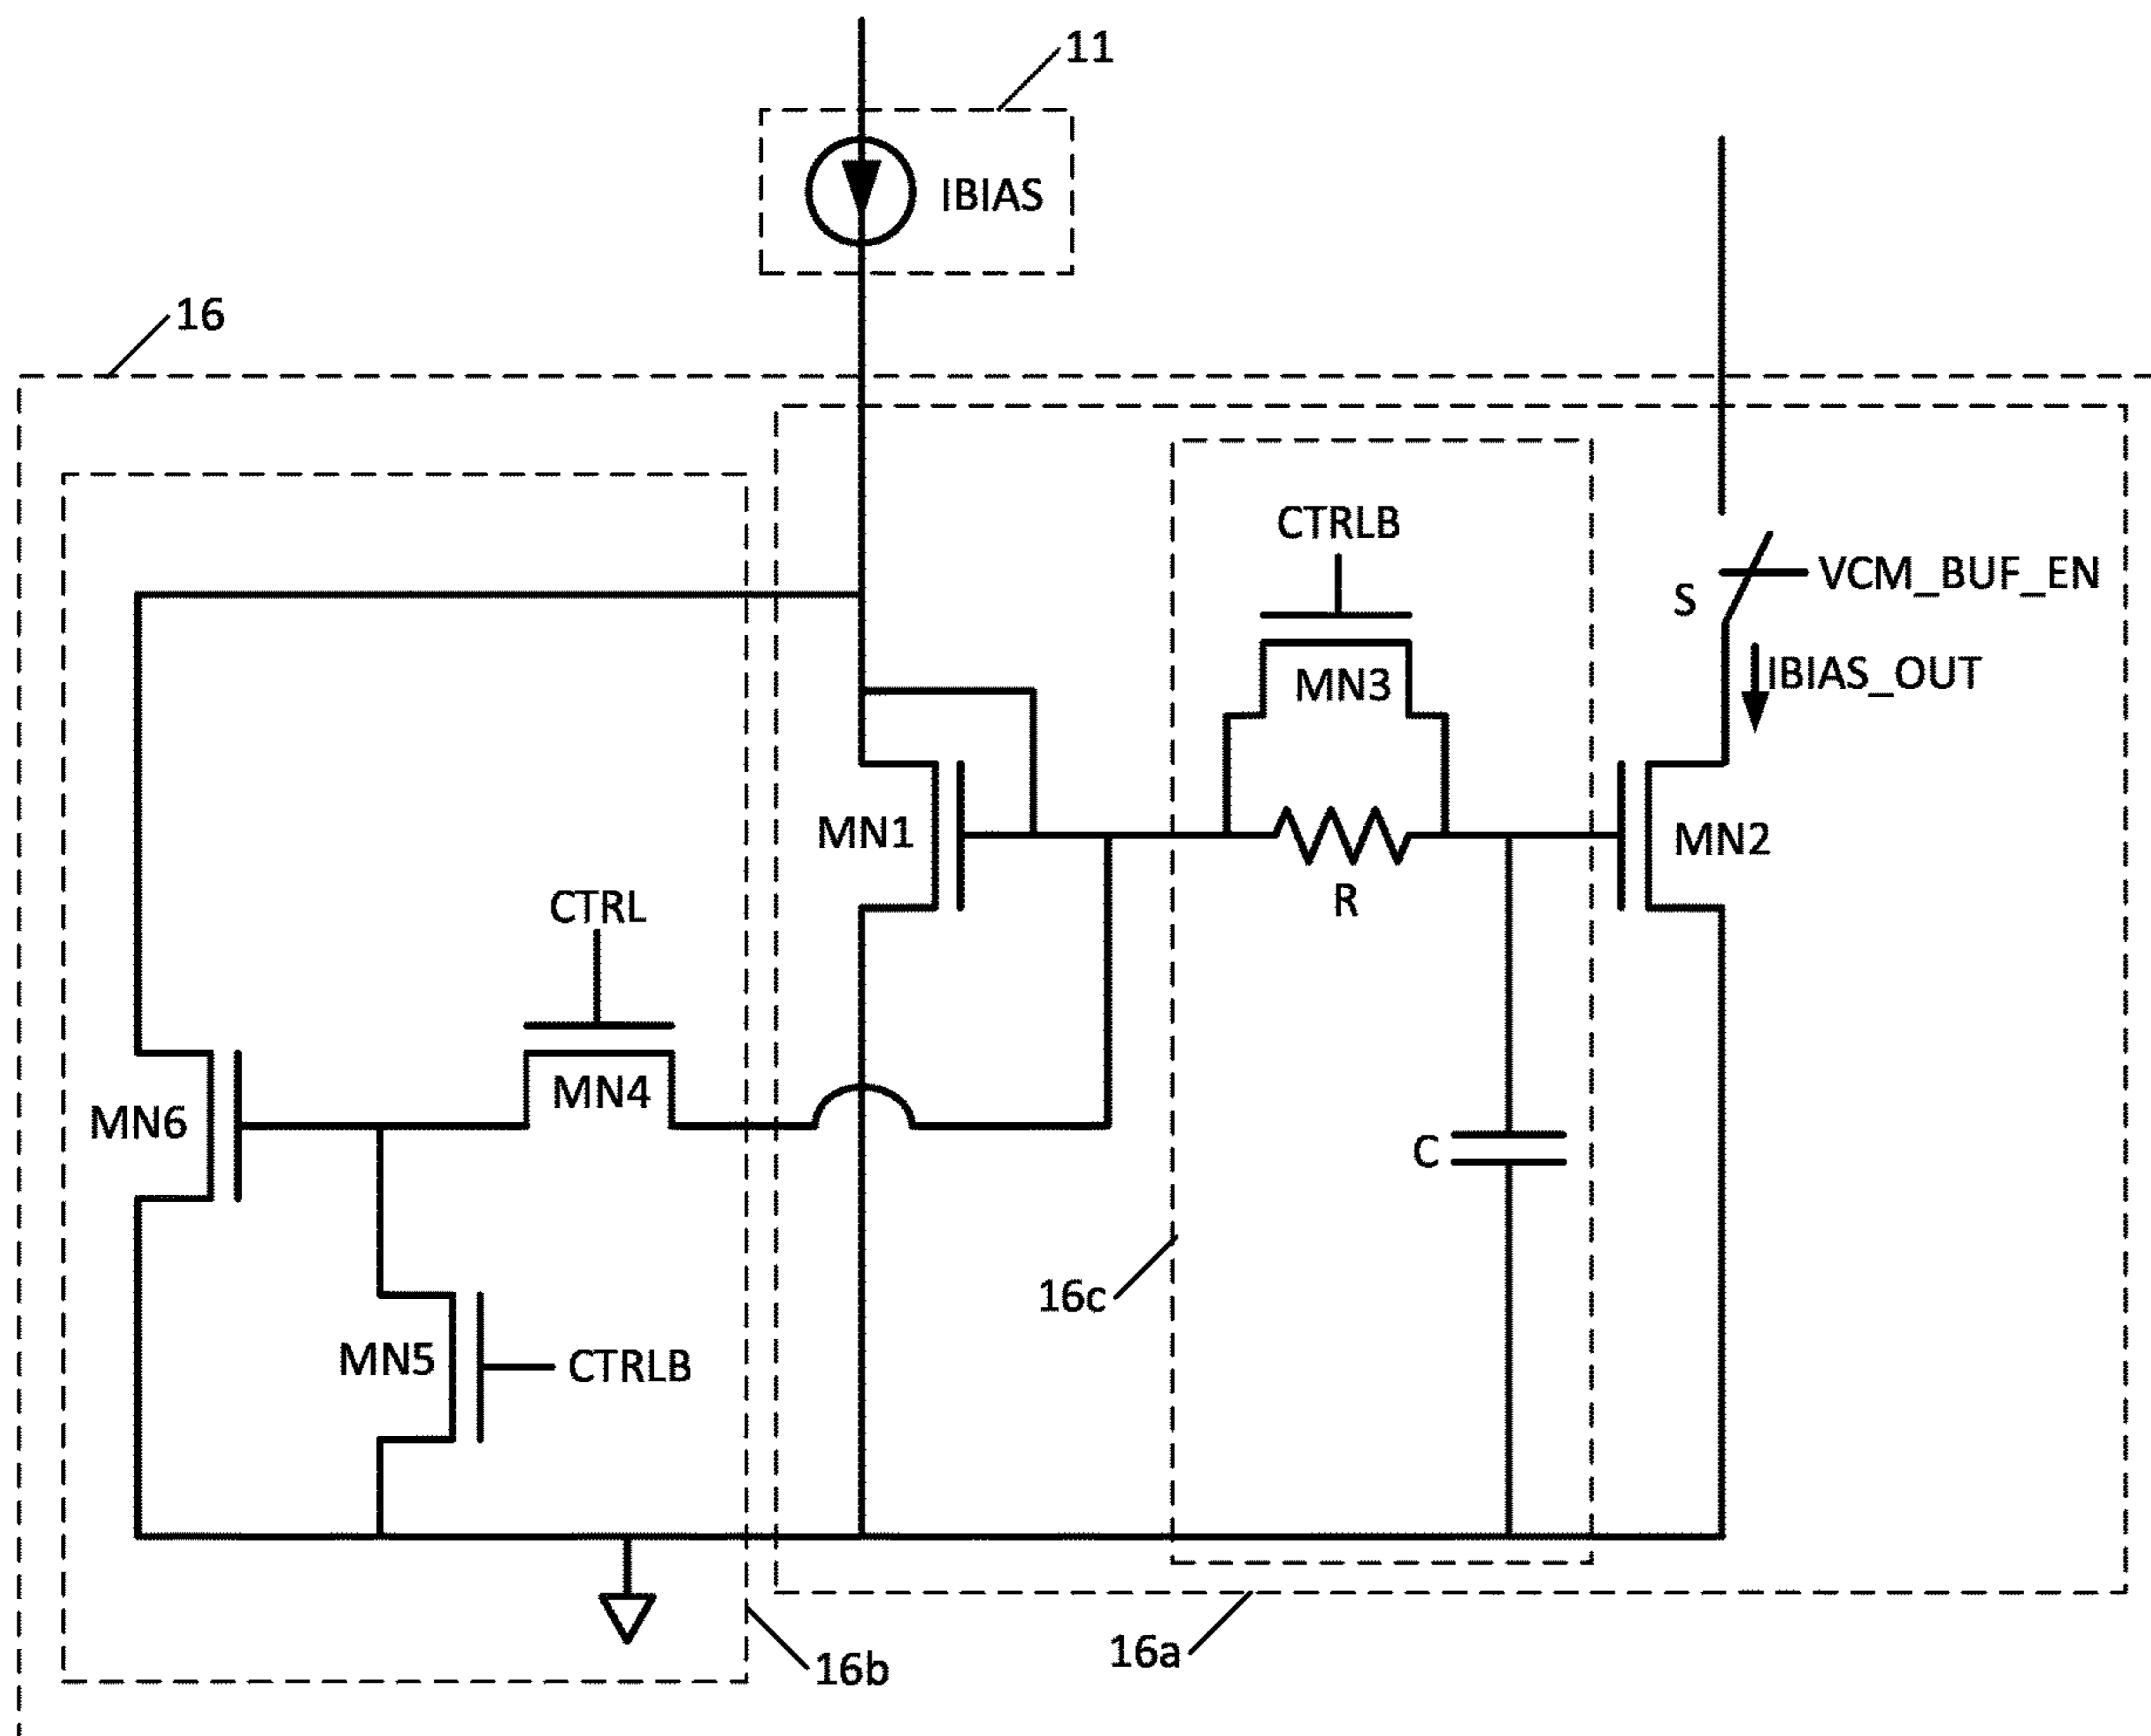 11
IBIAS
16
CTRLB
VCM_BUF_EN
S
IBIAS_OUT
MN3
MN1
MN2
R
CTRL
MN4
MN6
C
16c
MN5
CTRLB
16a
16b